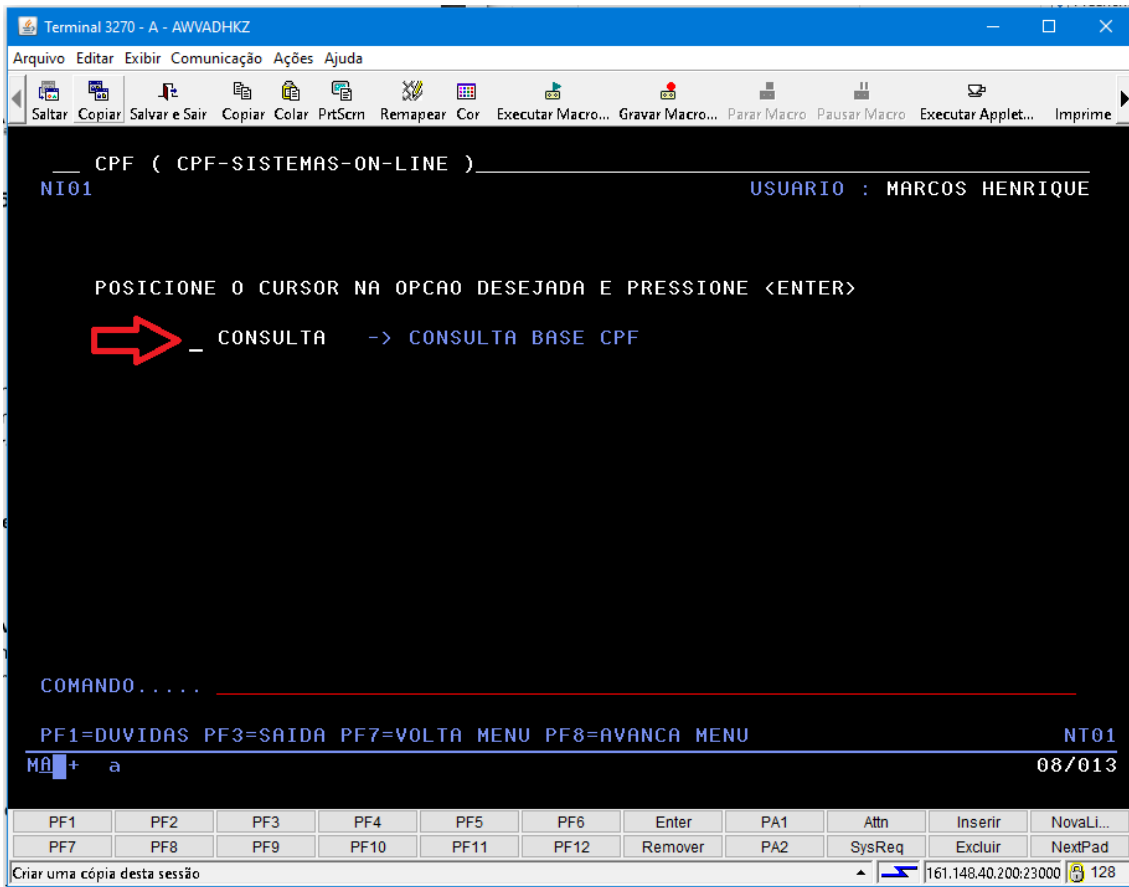 Terminal 3270 - A - AWVADHKZ
Arquivo Editar Exibir Comunicação Ações Ajuda
Saltar Copiar Salvar e Sair Copiar Colar PrtScrn Remapear Cor Executar Macro... Gravar Macro... Parar Macro Pausar Macro Executar Applet... Imprime
__ CPF ( CPF-SISTEMAS-ON-LINE )
NI01 USUARIO : MARCOS HENRIQUE
POSICIONE O CURSOR NA OPCAO DESEJADA E PRESSIONE <ENTER>
_ CONSULTA -> CONSULTA BASE CPF
COMANDO.....
PF1=DUVIDAS PF3=SAIDA PF7=VOLTA MENU PF8=AVANCA MENU NT01
MA + a 08/013
PF1 PF2 PF3 PF4 PF5 PF6 Enter PA1 Attn Inserir NovaLi...
PF7 PF8 PF9 PF10 PF11 PF12 Remover PA2 SysReq Excluir NextPad
Criar uma cópia desta sessão 161.148.40.200:23000 128